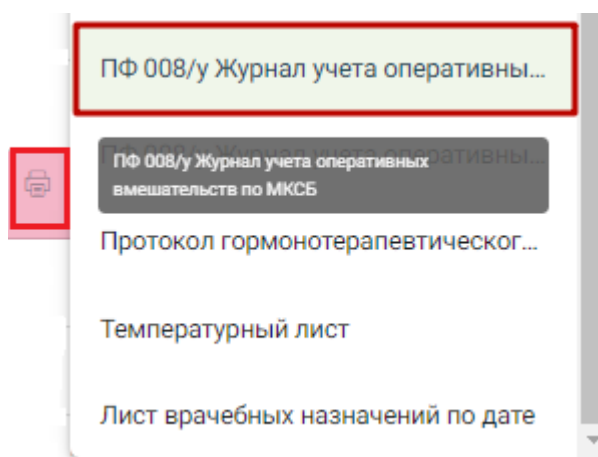 ПФ 008/у Журнал учета оперативны...
ПФ 008/у Журнал учета оперативных
вмешательств по МКСБ
Протокол гормонотерапевтическог...
Температурный лист
Лист врачебных назначений по дате